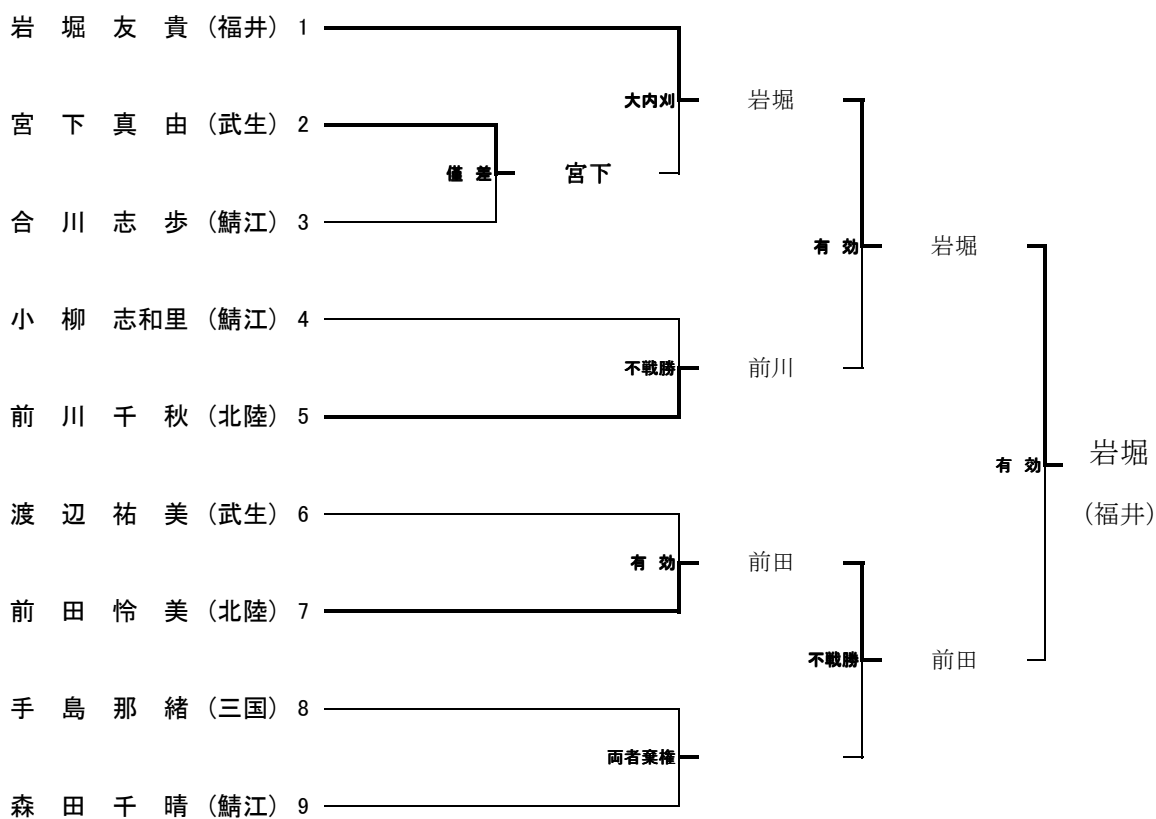 岩 堀 友 貴 (福井) 1
大内刈 岩堀
宮 下 真 由 (武生) 2
僅 差 宮下
合 川 志 歩 (鯖江) 3
有 効 岩堀
小 柳 志和里 (鯖江) 4
不戦勝 前川
前 川 千 秋 (北陸) 5
有 効 岩堀
(福井)
渡 辺 祐 美 (武生) 6
有 効 前田
前 田 怜 美 (北陸) 7
不戦勝 前田
手 島 那 緒 (三国) 8
両者棄権
森 田 千 晴 (鯖江) 9